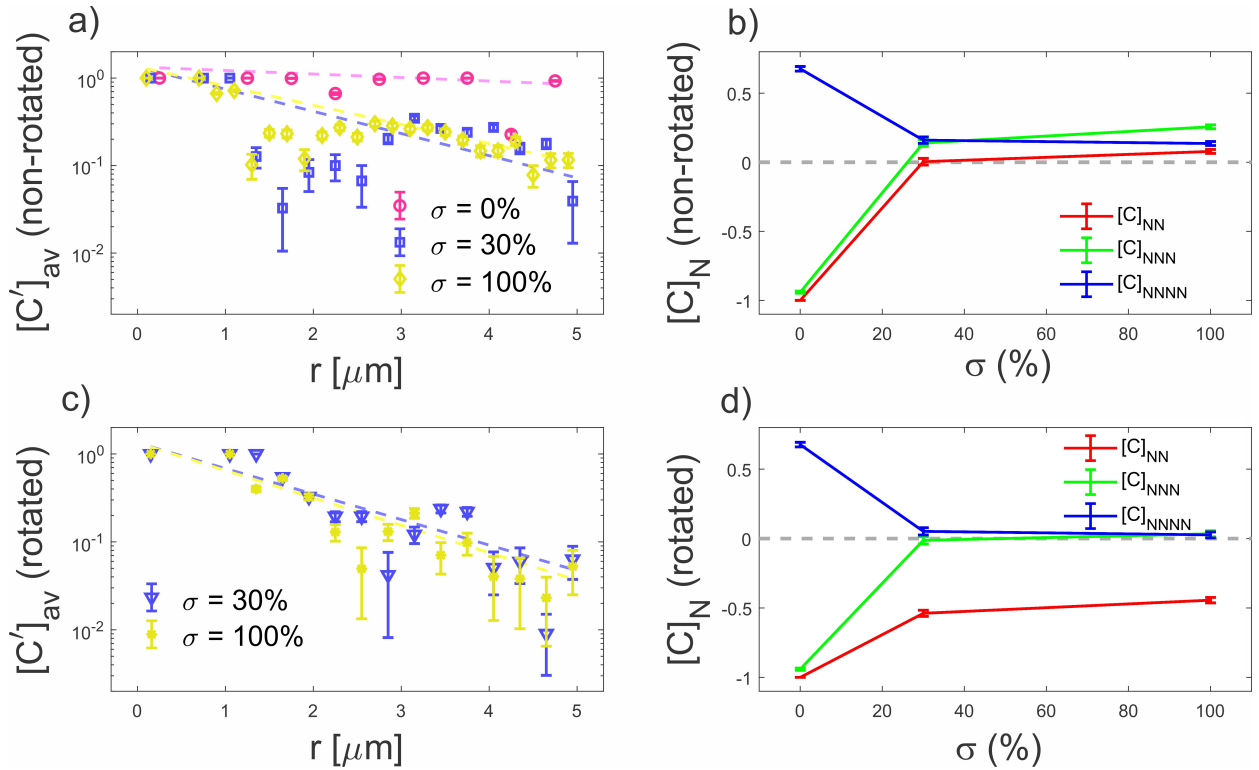 a)
[C′]av (non-rotated)
10^0
10^-1
10^-2
σ = 0%
σ = 30%
σ = 100%
0 1 2 3 4 5
r [μm]
b)
[C]N (non-rotated)
0.5
0
-0.5
-1
[C]NN
[C]NNN
[C]NNNN
0 20 40 60 80 100
σ (%)
c)
[C′]av (rotated)
10^0
10^-1
10^-2
σ = 30%
σ = 100%
0 1 2 3 4 5
r [μm]
d)
[C]N (rotated)
0.5
0
-0.5
-1
[C]NN
[C]NNN
[C]NNNN
0 20 40 60 80 100
σ (%)